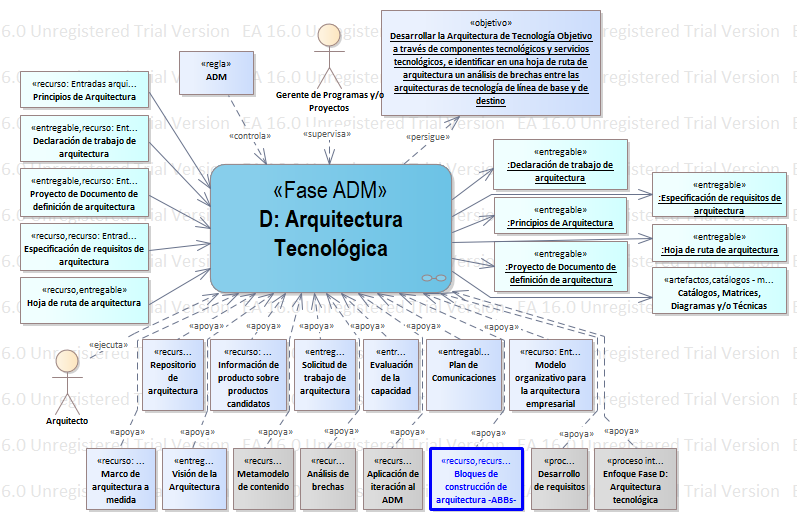 6.0 Unregistered Trial Version EA 16.0 Unregistered Trial Version EA 16.0 Unregistered Trial Version
«objetivo»
Desarrollar la Arquitectura de Tecnología Objetivo
a través de componentes tecnológicos y servicios
tecnológicos, e identificar en una hoja de ruta de
arquitectura un análisis de brechas entre las
arquitecturas de tecnología de línea de base y de
destino
«regla»
ADM
Gerente de Programas y/o
Proyectos
«controla»
«supervisa»
«persigue»
«recurso: Entradas arqui...
Principios de Arquitectura
«entregable,recurso: Ent...
Declaración de trabajo de
arquitectura
«entregable,recurso: Ent...
Proyecto de Documento de
definición de arquitectura
«recurso,recurso: Entrad...
Especificación de requisitos de
arquitectura
«recurso,entregable»
Hoja de ruta de arquitectura
«Fase ADM»
D: Arquitectura
Tecnológica
«entregable»
:Declaración de trabajo de
arquitectura
«entregable»
:Especificación de requisitos de
arquitectura
«entregable»
:Principios de Arquitectura
«entregable»
:Hoja de ruta de arquitectura
«entregable»
:Proyecto de Documento de
definición de arquitectura
«artefactos,catálogos - m...
Catálogos, Matrices,
Diagramas y/o Técnicas
«ejecuta»
Arquitecto
«apoya» «apoya» «apoya» «apoya» «apoya» «apoya»
«recurs...
Repositorio
de
arquitectura
«recurso: ...
Información de
producto sobre
productos
candidatos
«entreg...
Solicitud de
trabajo de
arquitectura
«entr...
Evaluación
de la
capacidad
«entregabl...
Plan de
Comunicaciones
«recurso: Ent...
Modelo
organizativo para
la arquitectura
empresarial
«apoya» «apoya» «apoya» «apoya» «apoya» «apoya» «apoya» «apoya»
«recurso: ...
Marco de
arquitectura a
medida
«entreg...
Visión de la
Arquitectura
«recurs...
Metamodelo
de contenido
«recur...
Análisis de
brechas
«recurs...
Aplicación de
iteración al
ADM
«recurso,recurs...
Bloques de
construcción de
arquitectura -ABBs-
«proc...
Desarrollo
de requisitos
«proceso int...
Enfoque Fase D:
Arquitectura
tecnológica